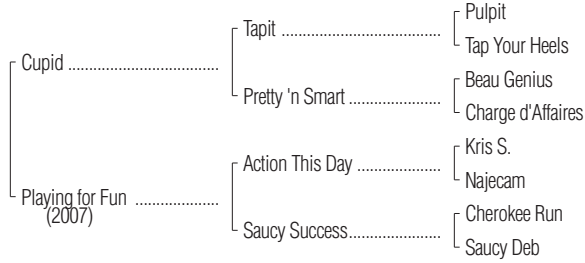 Pulpit
Tapit ..................................
Tap Your Heels
Cupid ....................................
Beau Genius
Pretty 'n Smart ......................
Charge d'Affaires
Kris S.
Action This Day ....................
Najecam
Playing for Fun ....................
(2007)
Cherokee Run
Saucy Success......................
Saucy Deb